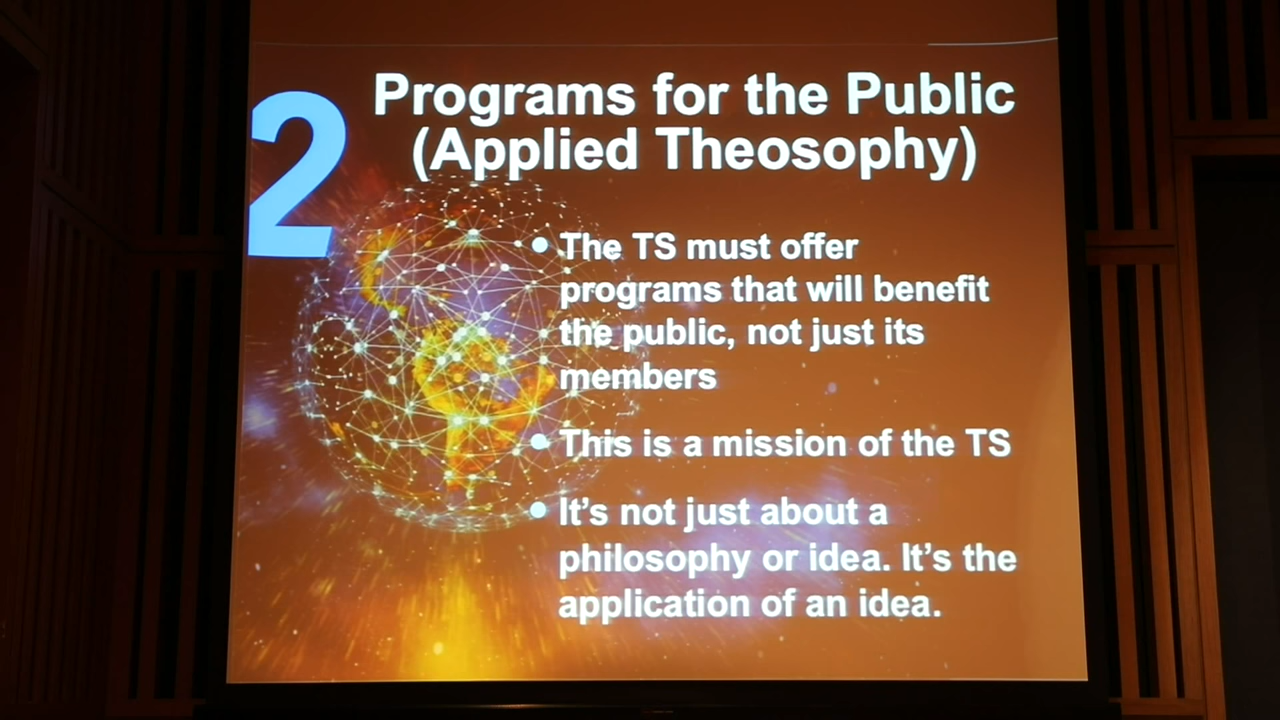 2
Programs for the Public
(Applied Theosophy)
• The TS must offer
programs that will benefit
the public, not just its
members
• This is a mission of the TS
• It’s not just about a
philosophy or idea. It’s the
application of an idea.